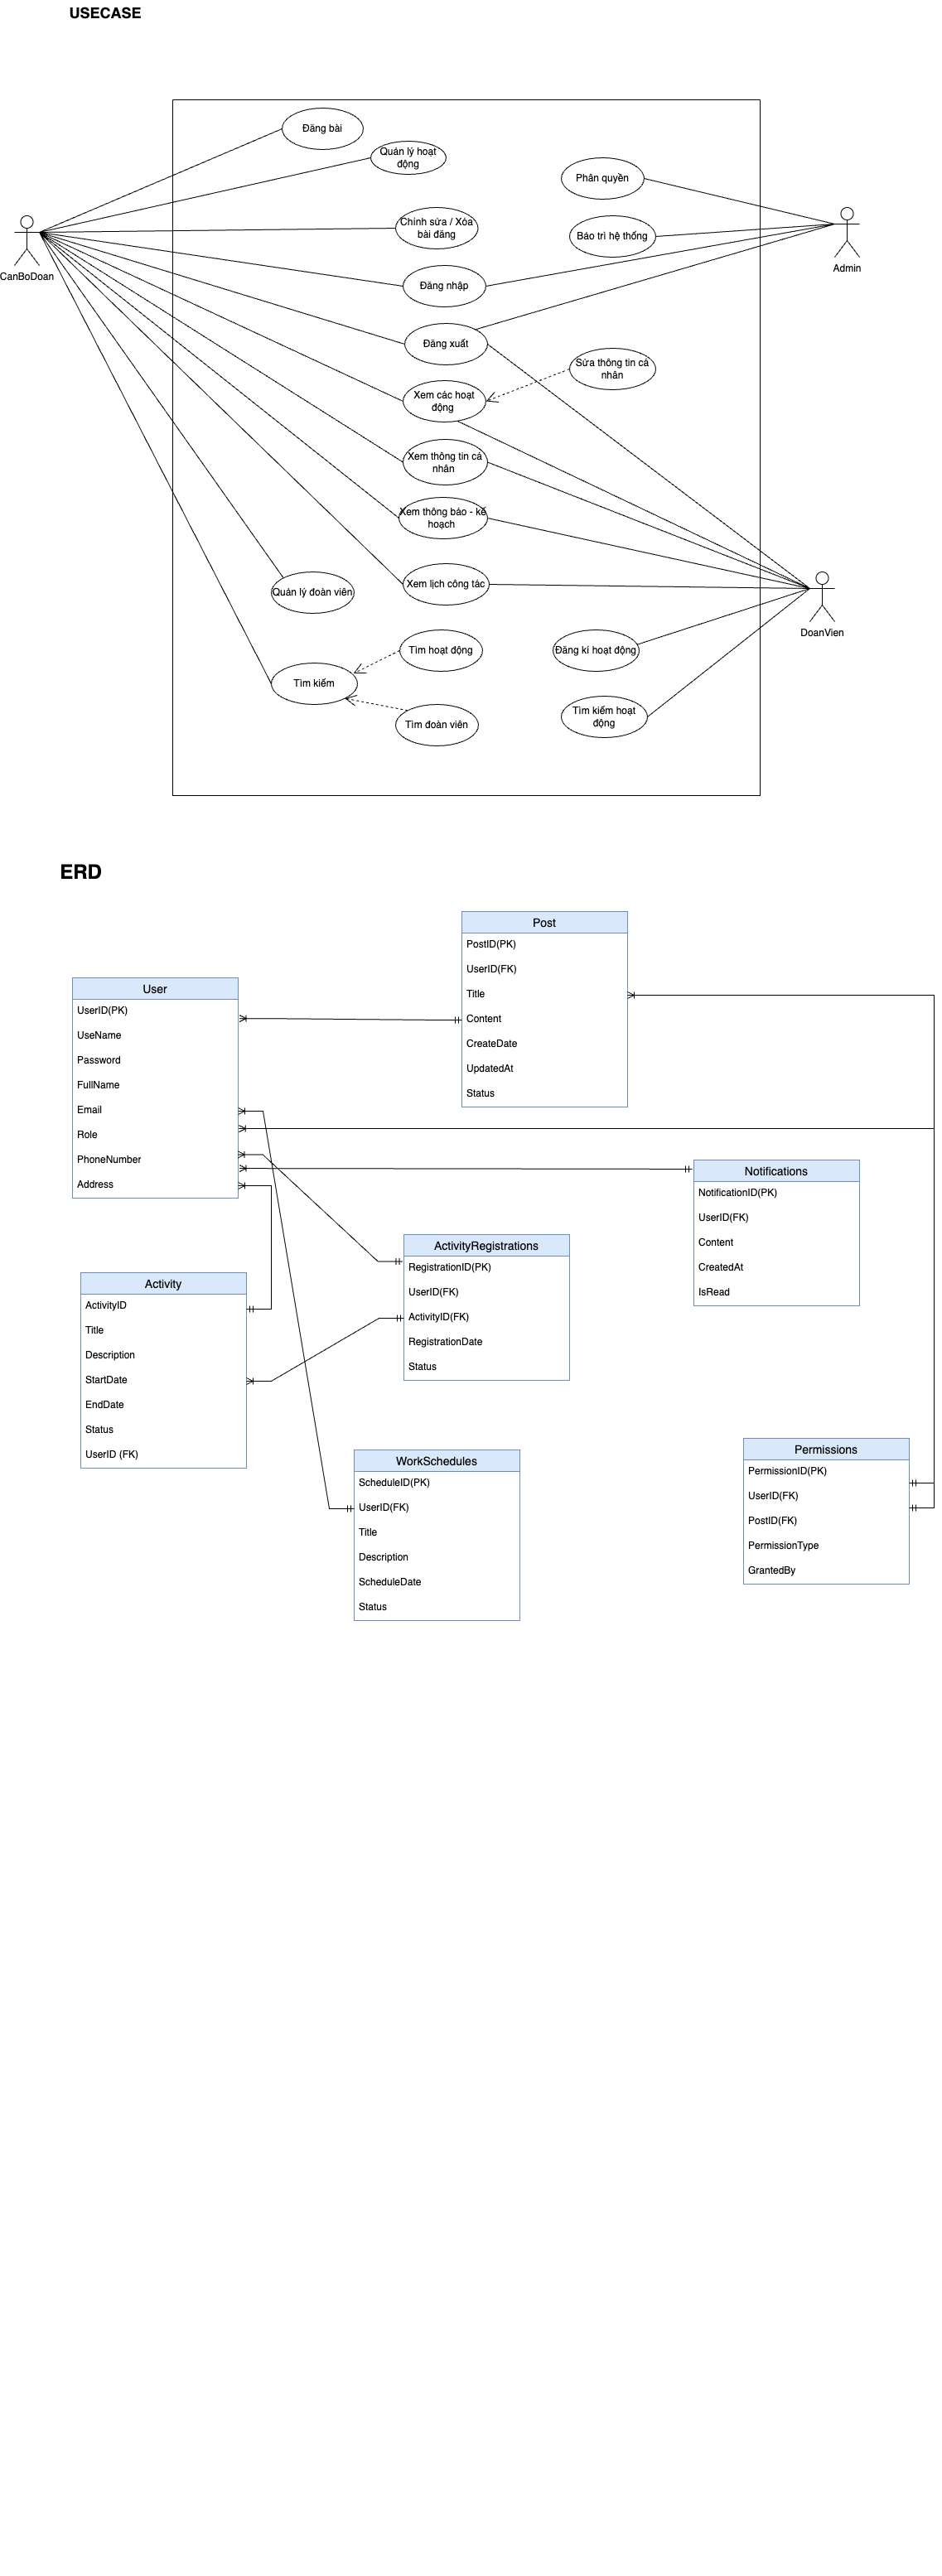 USECASE
Đăng bài
Quản lý hoạt
động
Phân quyền
Chỉnh sửa / Xóa
bài đăng
Bảo trì hệ thống
CanBoDoan
Admin
Đăng nhập
Đăng xuất
Sửa thông tin cá
nhân
Xem các hoạt
động
Xem thông tin cá
nhân
Xem thông báo - kế
hoạch
Xem lịch công tác
Quản lý đoàn viên
DoanVien
Tìm hoạt động
Đăng kí hoạt động
Tìm kiếm
Tìm kiếm hoạt
động
Tìm đoàn viên
ERD
Post
PostID(PK)
UserID(FK)
Title
Content
CreateDate
UpdatedAt
Status
User
UserID(PK)
UseName
Password
FullName
Email
Role
PhoneNumber
Address
Notifications
NotificationID(PK)
UserID(FK)
Content
CreatedAt
IsRead
ActivityRegistrations
RegistrationID(PK)
UserID(FK)
ActivityID(FK)
RegistrationDate
Status
Activity
ActivityID
Title
Description
StartDate
EndDate
Status
UserID (FK)
WorkSchedules
ScheduleID(PK)
UserID(FK)
Title
Description
ScheduleDate
Status
Permissions
PermissionID(PK)
UserID(FK)
PostID(FK)
PermissionType
GrantedBy